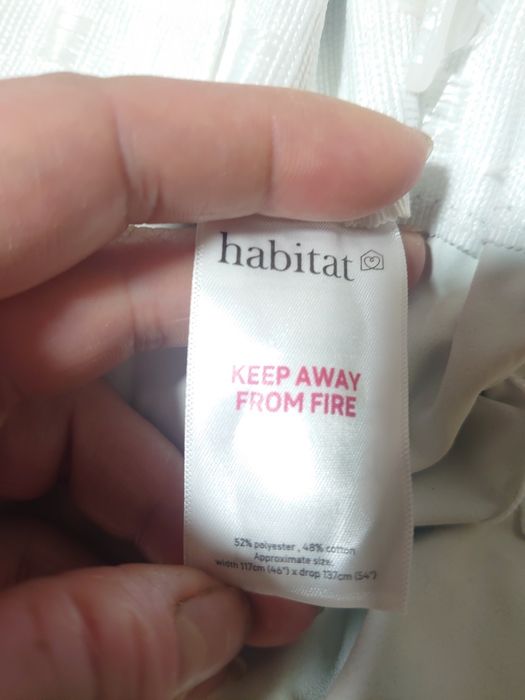 habitat
KEEP AWAY
FROM FIRE
52% polyester , 48% cotton
Approximate size:
width 117cm (46") x drop 137cm (54")